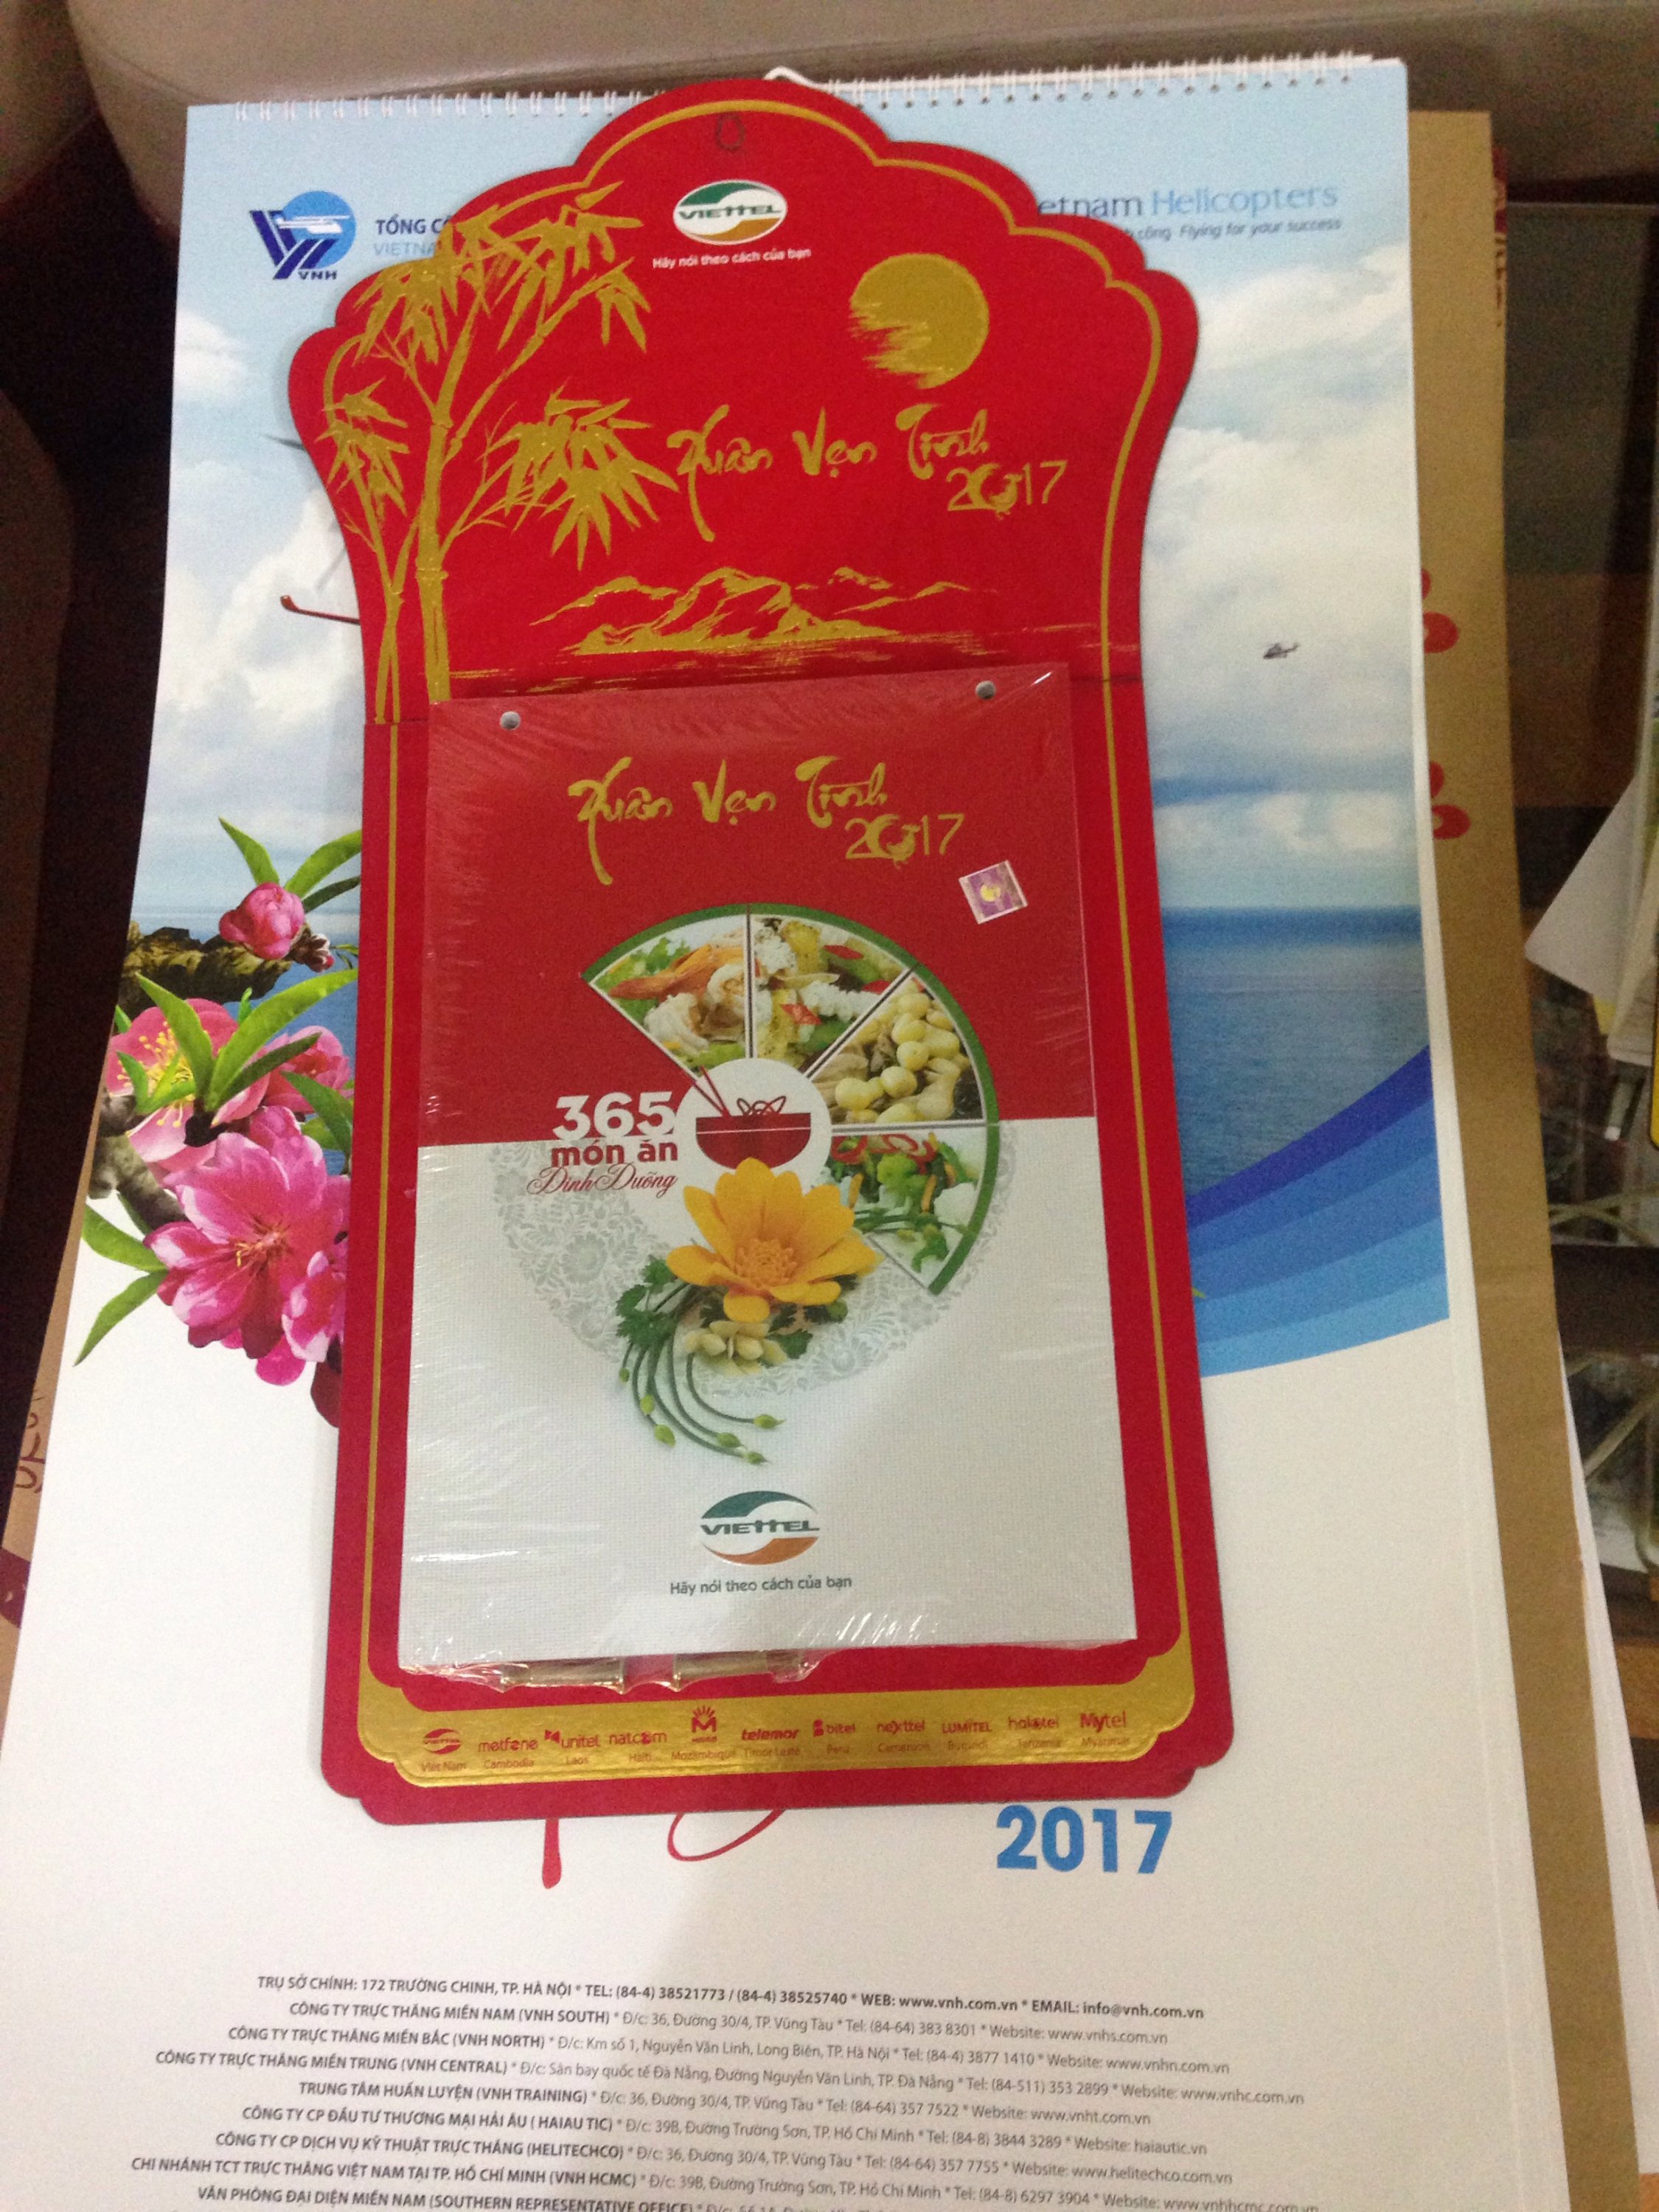 VNH
TỔNG CÔ
VIETNA
etnam Helicopters
công Flying for your success
VIETTEL
Hãy nói theo cách của bạn
Xuân Vẹn Tình
2017
Xuân Vẹn Tình
2017
365
món ăn
Dinh Dưỡng
VIETTEL
Hãy nói theo cách của bạn
VIETTEL metfone unitel natcom M telemor bitel nexttel LUMITEL halotel Mytel
Việt Nam Cambodia Laos Haiti Mozambique Timor Leste Peru Cameroon Burundi Tanzania Myanmar
2017
TRỤ SỞ CHÍNH: 172 TRƯỜNG CHINH, TP. HÀ NỘI * TEL: (84-4) 38521773 / (84-4) 38525740 * WEB: www.vnh.com.vn * EMAIL: info@vnh.com.vn
CÔNG TY TRỰC THĂNG MIỀN NAM (VNH SOUTH) * Đ/c: 36, Đường 30/4, TP. Vũng Tàu * Tel: (84-64) 383 8301 * Website: www.vnhs.com.vn
CÔNG TY TRỰC THĂNG MIỀN BẮC (VNH NORTH) * Đ/c: Km số 1, Nguyễn Văn Linh, Long Biên, TP. Hà Nội * Tel: (84-4) 3877 1410 * Website: www.vnhn.com.vn
CÔNG TY TRỰC THĂNG MIỀN TRUNG (VNH CENTRAL) * Đ/c: Sân bay quốc tế Đà Nẵng, Đường Nguyễn Văn Linh, TP. Đà Nẵng * Tel: (84-511) 353 2899 * Website: www.vnhc.com.vn
TRUNG TÂM HUẤN LUYỆN (VNH TRAINING) * Đ/c: 36, Đường 30/4, TP. Vũng Tàu * Tel: (84-64) 357 7522 * Website: www.vnht.com.vn
CÔNG TY CP ĐẦU TƯ THƯƠNG MẠI HẢI ÂU ( HAIAU TIC) * Đ/c: 39B, Đường Trường Sơn, TP. Hồ Chí Minh * Tel: (84-8) 3844 3289 * Website: haiautic.vn
CÔNG TY CP DỊCH VỤ KỸ THUẬT TRỰC THĂNG (HELITECHCO) * Đ/c: 36, Đường 30/4, TP. Vũng Tàu * Tel: (84-64) 357 7755 * Website: www.helitechco.com.vn
CHI NHÁNH TCT TRỰC THĂNG VIỆT NAM TẠI TP. HỒ CHÍ MINH (VNH HCMC) * Đ/c: 39B, Đường Trường Sơn, TP. Hồ Chí Minh * Tel: (84-8) 6297 3904 * Website: www.vnhhcmc.com.vn
VĂN PHÒNG ĐẠI DIỆN MIỀN NAM (SOUTHERN REPRESENTATIVE OFFICE) * Đ/c: